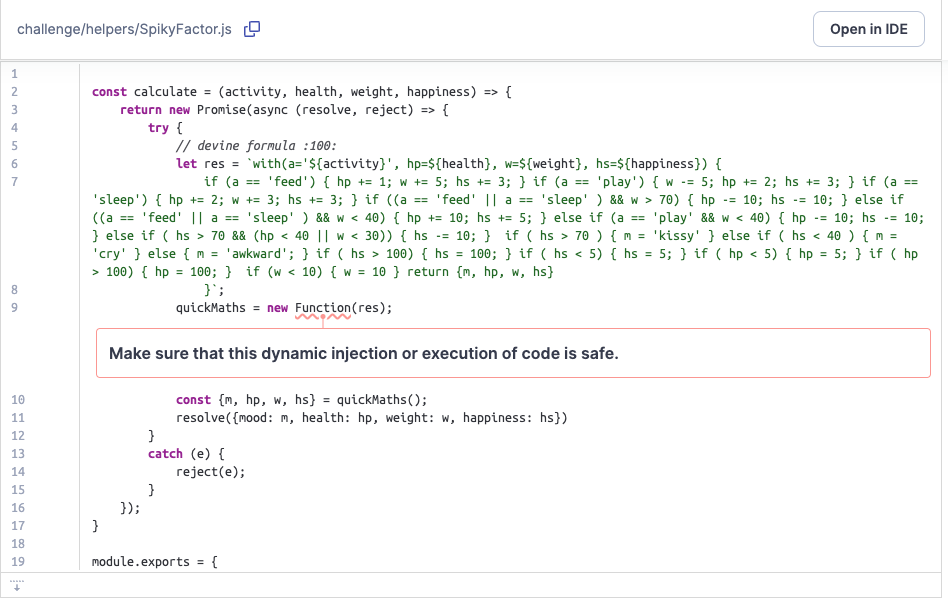 challenge/helpers/SpikyFactor.js
Open in IDE
1
2 const calculate = (activity, health, weight, happiness) => {
3 return new Promise(async (resolve, reject) => {
4 try {
5 // devine formula :100:
6 let res = `with(a='${activity}', hp=${health}, w=${weight}, hs=${happiness}) {
7 if (a == 'feed') { hp += 1; w += 5; hs += 3; } if (a == 'play') { w -= 5; hp += 2; hs += 3; } if (a ==
'sleep') { hp += 2; w += 3; hs += 3; } if ((a == 'feed' || a == 'sleep' ) && w > 70) { hp -= 10; hs -= 10; } else if
((a == 'feed' || a == 'sleep' ) && w < 40) { hp += 10; hs += 5; } else if (a == 'play' && w < 40) { hp -= 10; hs -= 10;
} else if ( hs > 70 && (hp < 40 || w < 30)) { hs -= 10; }  if ( hs > 70 ) { m = 'kissy' } else if ( hs < 40 ) { m =
'cry' } else { m = 'awkward'; } if ( hs > 100) { hs = 100; } if ( hs < 5) { hs = 5; } if ( hp < 5) { hp = 5; } if ( hp
> 100) { hp = 100; }  if (w < 10) { w = 10 } return {m, hp, w, hs}
8 }`;
9 quickMaths = new Function(res);
Make sure that this dynamic injection or execution of code is safe.
10 const {m, hp, w, hs} = quickMaths();
11 resolve({mood: m, health: hp, weight: w, happiness: hs})
12 }
13 catch (e) {
14 reject(e);
15 }
16 });
17 }
18
19 module.exports = {